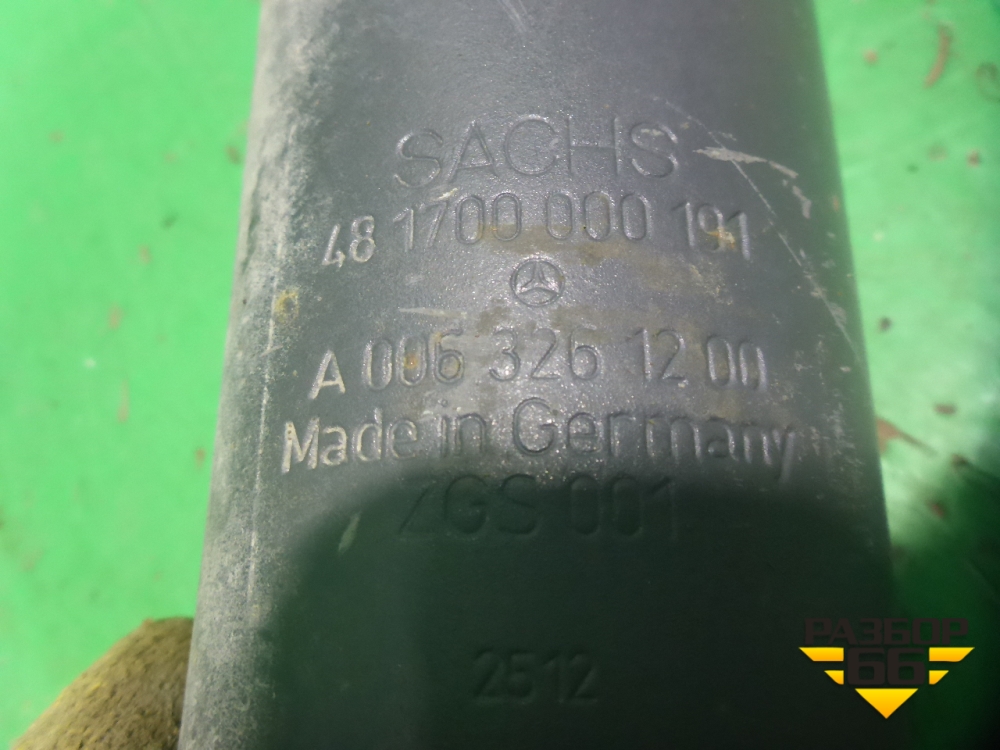 SACHS
48 1700 000 191
A 006 326 12 00
Made in Germany
ZGS 001
2512
РАЗБОР
66